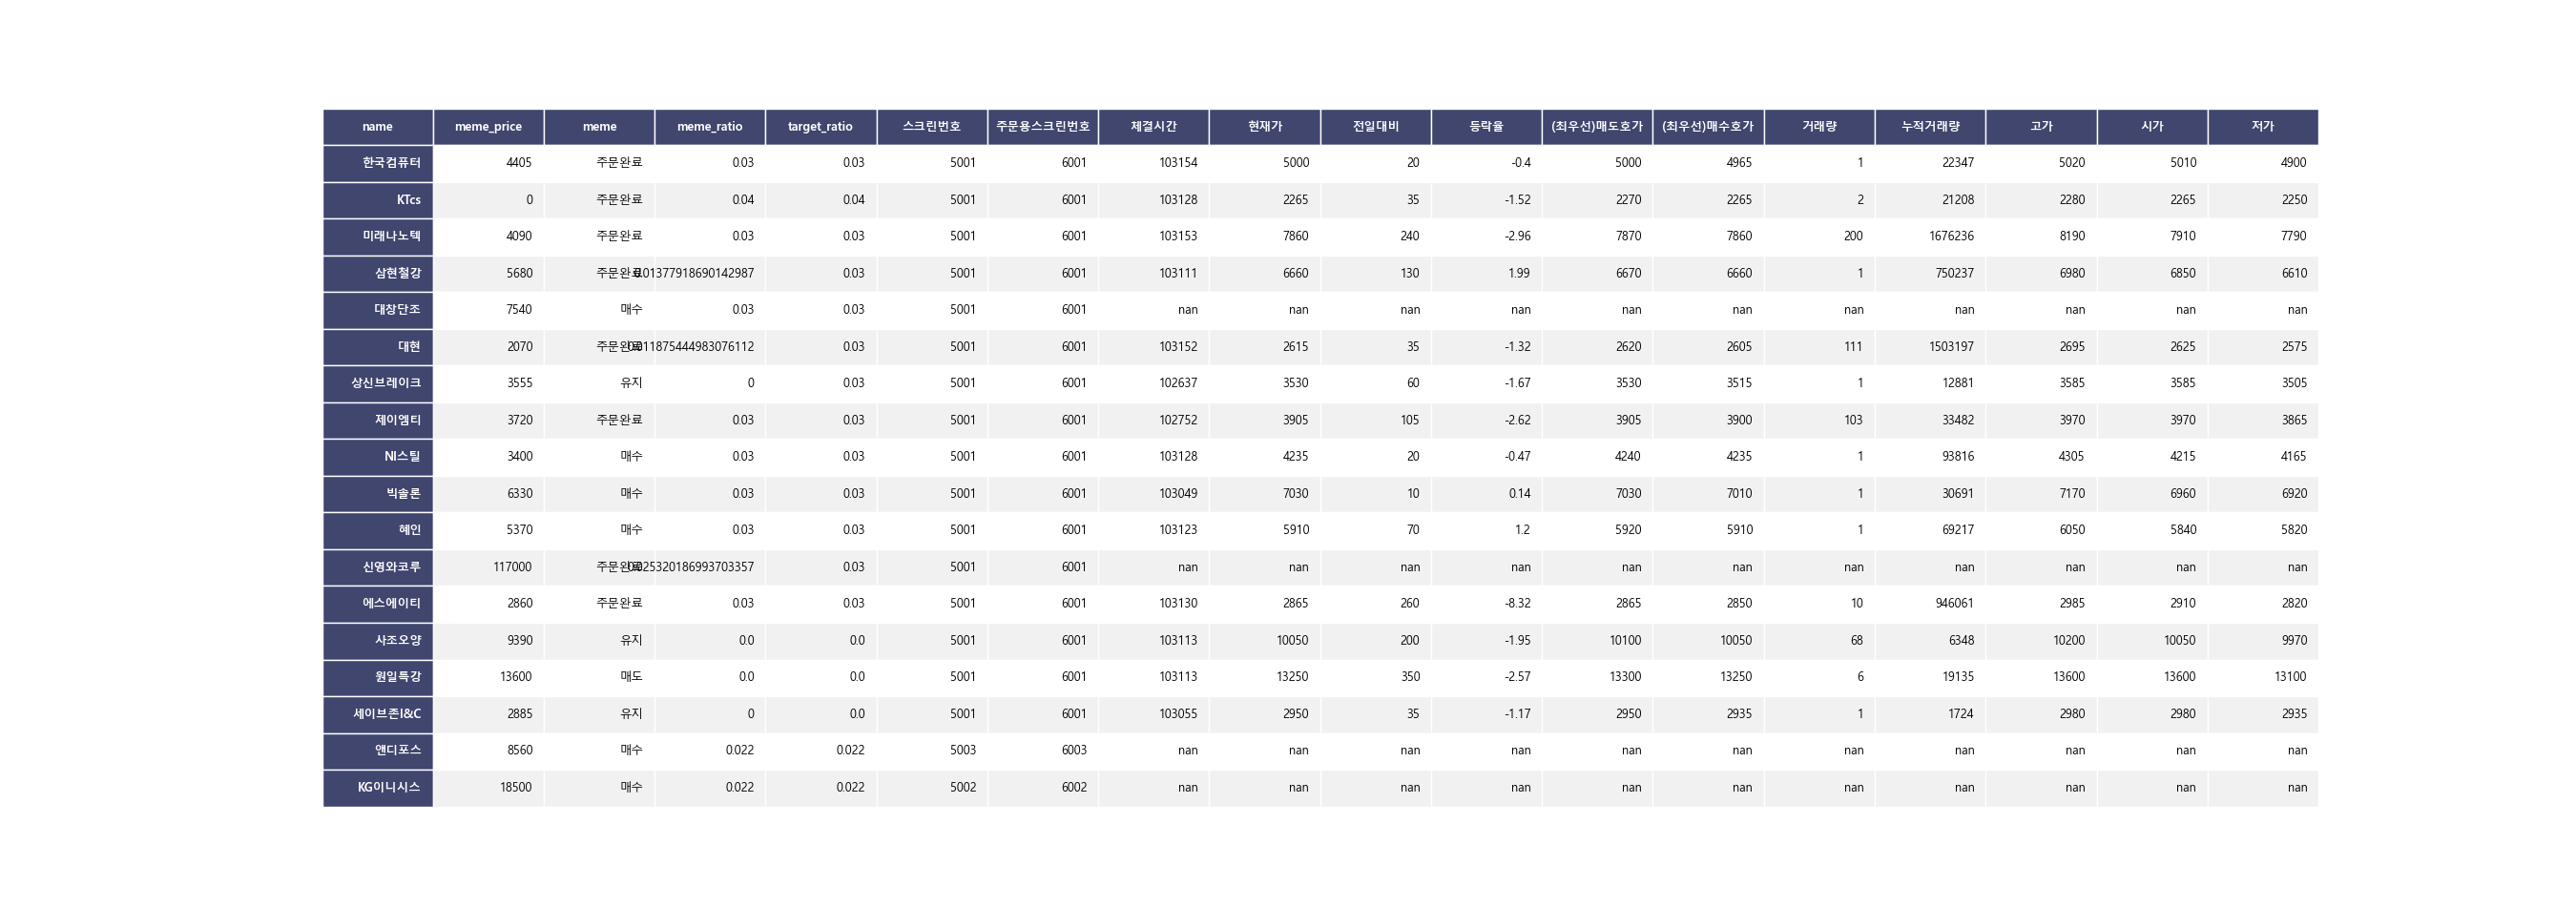 name meme_price meme meme_ratio target_ratio 스크린번호 주문용스크린번호 체결시간 현재가 전일대비 등락율 (최우선)매도호가 (최우선)매수호가 거래량 누적거래량 고가 시가 저가
한국컴퓨터 4405 주문완료 0.03 0.03 5001 6001 103154 5000 20 -0.4 5000 4965 1 22347 5020 5010 4900
KTcs 0 주문완료 0.04 0.04 5001 6001 103128 2265 35 -1.52 2270 2265 2 21208 2280 2265 2250
미래나노텍 4090 주문완료 0.03 0.03 5001 6001 103153 7860 240 -2.96 7870 7860 200 1676236 8190 7910 7790
삼현철강 5680 주문완료 0.01377918690142987 0.03 5001 6001 103111 6660 130 1.99 6670 6660 1 750237 6980 6850 6610
대창단조 7540 매수 0.03 0.03 5001 6001 nan nan nan nan nan nan nan nan nan nan nan
대현 2070 주문완료 0.011875444983076112 0.03 5001 6001 103152 2615 35 -1.32 2620 2605 111 1503197 2695 2625 2575
상신브레이크 3555 유지 0 0.03 5001 6001 102637 3530 60 -1.67 3530 3515 1 12881 3585 3585 3505
제이엠티 3720 주문완료 0.03 0.03 5001 6001 102752 3905 105 -2.62 3905 3900 103 33482 3970 3970 3865
NI스틸 3400 매수 0.03 0.03 5001 6001 103128 4235 20 -0.47 4240 4235 1 93816 4305 4215 4165
빅솔론 6330 매수 0.03 0.03 5001 6001 103049 7030 10 0.14 7030 7010 1 30691 7170 6960 6920
혜인 5370 매수 0.03 0.03 5001 6001 103123 5910 70 1.2 5920 5910 1 69217 6050 5840 5820
신영와코루 117000 주문완료 0.025320186993703357 0.03 5001 6001 nan nan nan nan nan nan nan nan nan nan nan
에스에이티 2860 주문완료 0.03 0.03 5001 6001 103130 2865 260 -8.32 2865 2850 10 946061 2985 2910 2820
사조오양 9390 유지 0.0 0.0 5001 6001 103113 10050 200 -1.95 10100 10050 68 6348 10200 10050 9970
원일특강 13600 매도 0.0 0.0 5001 6001 103113 13250 350 -2.57 13300 13250 6 19135 13600 13600 13100
세이브존I&C 2885 유지 0 0.0 5001 6001 103055 2950 35 -1.17 2950 2935 1 1724 2980 2980 2935
앤디포스 8560 매수 0.022 0.022 5003 6003 nan nan nan nan nan nan nan nan nan nan nan
KG이니시스 18500 매수 0.022 0.022 5002 6002 nan nan nan nan nan nan nan nan nan nan nan